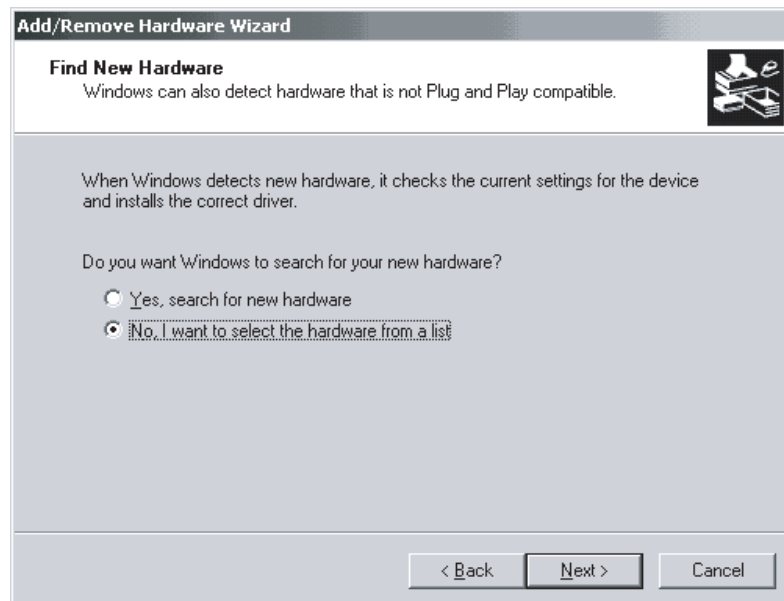 Add/Remove Hardware Wizard
Find New Hardware
Windows can also detect hardware that is not Plug and Play compatible.
When Windows detects new hardware, it checks the current settings for the device
and installs the correct driver.
Do you want Windows to search for your new hardware?
Yes, search for new hardware
No, I want to select the hardware from a list
< Back Next > Cancel